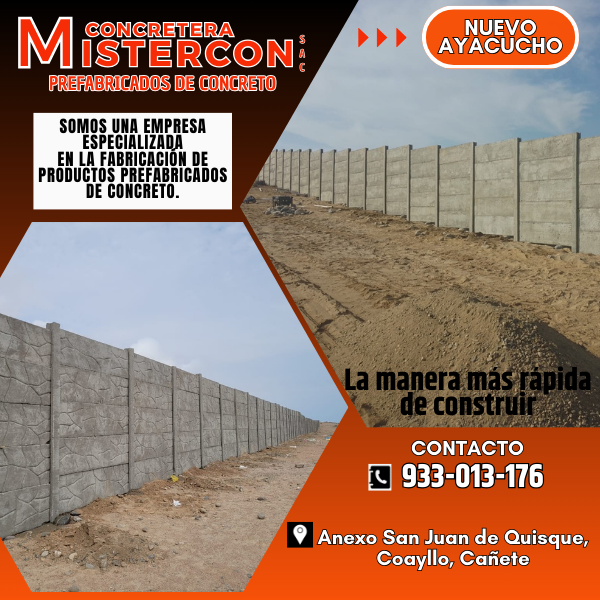 CONCRETERA
MISTERCON
SAC
PREFABRICADOS DE CONCRETO
NUEVO
AYACUCHO
SOMOS UNA EMPRESA
ESPECIALIZADA
EN LA FABRICACIÓN DE
PRODUCTOS PREFABRICADOS
DE CONCRETO.
La manera más rápida
de construir
CONTACTO
933-013-176
Anexo San Juan de Quisque,
Coayllo, Cañete